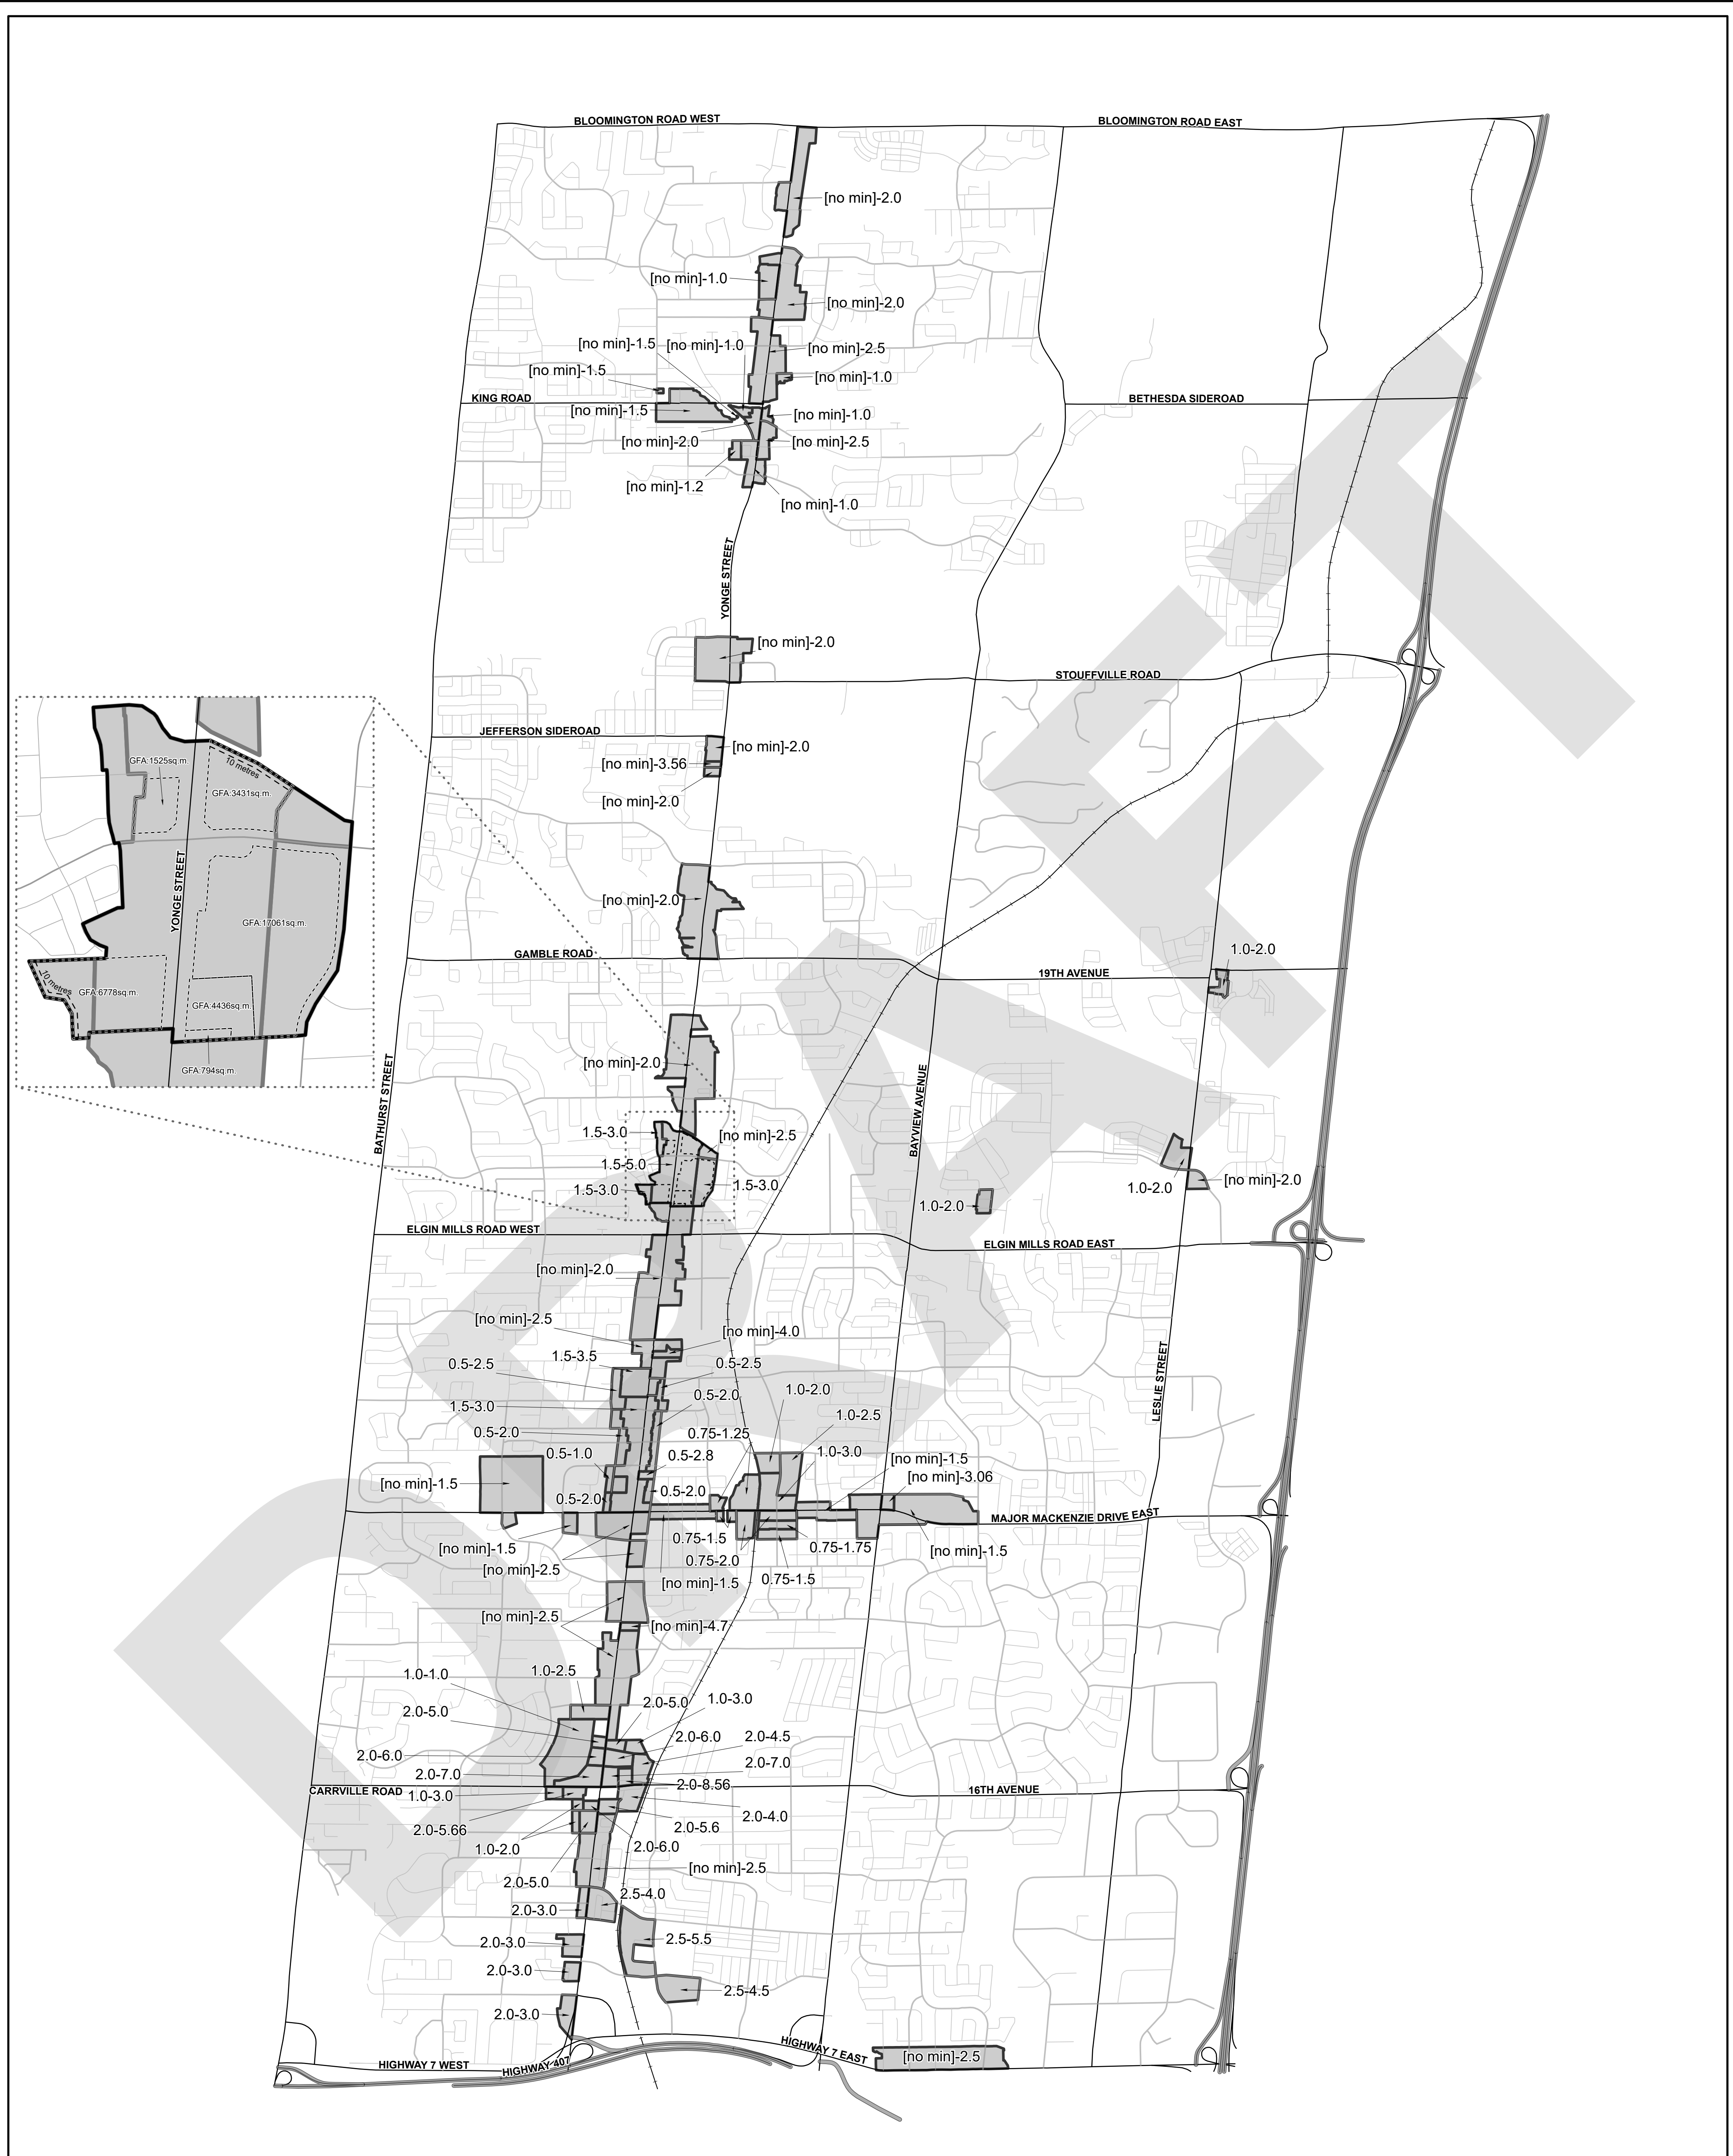 BLOOMINGTON ROAD WEST
BLOOMINGTON ROAD EAST
[no min]-2.0
[no min]-1.0
[no min]-2.0
[no min]-1.5
[no min]-1.0
[no min]-2.5
[no min]-1.5
[no min]-1.0
KING ROAD
BETHESDA SIDEROAD
[no min]-1.5
[no min]-1.0
[no min]-2.0
[no min]-2.5
[no min]-1.2
[no min]-1.0
YONGE STREET
[no min]-2.0
STOUFFVILLE ROAD
JEFFERSON SIDEROAD
[no min]-2.0
[no min]-3.56
[no min]-2.0
GFA:1525sq.m.
10 metres
GFA:3431sq.m.
YONGE STREET
GFA:17061sq.m.
10 metres
GFA:6778sq.m.
GFA:4436sq.m.
GFA:794sq.m.
[no min]-2.0
GAMBLE ROAD
19TH AVENUE
1.0-2.0
BATHURST STREET
[no min]-2.0
BAYVIEW AVENUE
1.5-3.0
[no min]-2.5
1.5-5.0
1.5-3.0
1.5-3.0
1.0-2.0
[no min]-2.0
1.0-2.0
ELGIN MILLS ROAD WEST
ELGIN MILLS ROAD EAST
[no min]-2.0
[no min]-2.5
[no min]-4.0
LESLIE STREET
1.5-3.5
0.5-2.5
0.5-2.5
0.5-2.0
1.0-2.0
1.5-3.0
1.0-2.5
0.5-2.0
0.75-1.25
0.5-1.0
0.5-2.8
1.0-3.0
[no min]-1.5
[no min]-3.06
[no min]-1.5
0.5-2.0
0.5-2.0
MAJOR MACKENZIE DRIVE EAST
0.75-1.5
0.75-1.75
[no min]-1.5
[no min]-1.5
0.75-2.0
[no min]-2.5
[no min]-1.5
0.75-1.5
[no min]-2.5
[no min]-4.7
1.0-1.0
1.0-2.5
2.0-5.0
1.0-3.0
2.0-5.0
2.0-6.0
2.0-4.5
2.0-6.0
2.0-7.0
2.0-7.0
2.0-8.56
CARRVILLE ROAD
16TH AVENUE
1.0-3.0
2.0-4.0
2.0-5.66
2.0-5.6
1.0-2.0
2.0-6.0
[no min]-2.5
2.0-5.0
2.5-4.0
2.0-3.0
2.0-3.0
2.5-5.5
2.0-3.0
2.5-4.5
2.0-3.0
HIGHWAY 7 WEST
HIGHWAY 407
HIGHWAY 7 EAST
[no min]-2.5
DRAFT